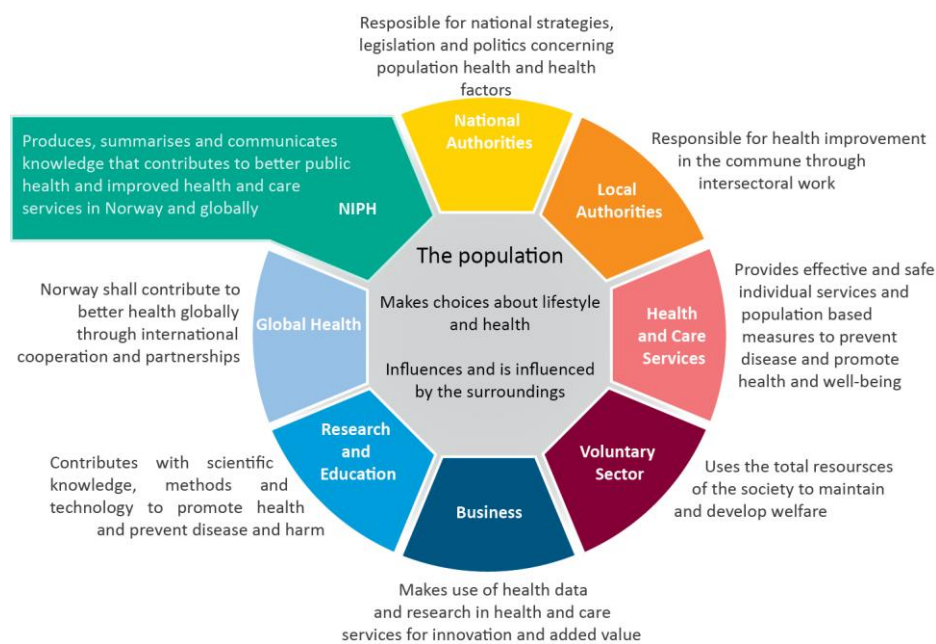 Responsible for national strategies,
legislation and politics concerning
population health and health
factors
National
Authorities
Produces, summarises and communicates
knowledge that contributes to better public
health and improved health and care
services in Norway and globally
NIPH
Responsible for health improvement
in the commune through
intersectoral work
Local
Authorities
The population
Makes choices about lifestyle
and health
Influences and is influenced
by the surroundings
Norway shall contribute to
better health globally
through international
cooperation and partnerships
Global Health
Health
and Care
Services
Provides effective and safe
individual services and
population based
measures to prevent
disease and promote
health and well-being
Research
and
Education
Contributes with scientific
knowledge, methods and
technology to promote health
and prevent disease and harm
Voluntary
Sector
Uses the total resoursces
of the society to maintain
and develop welfare
Business
Makes use of health data
and research in health and care
services for innovation and added value